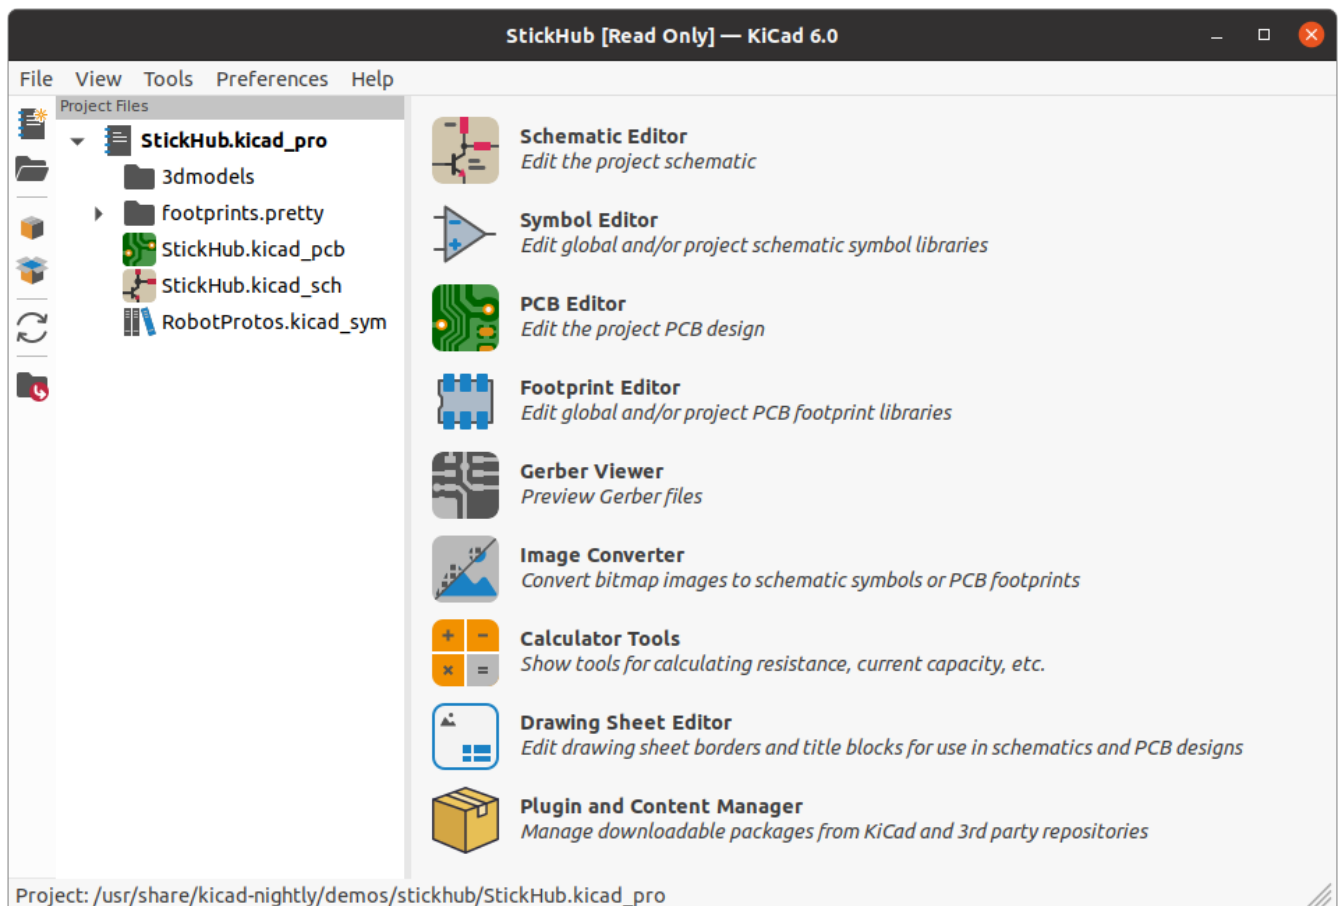 StickHub [Read Only] — KiCad 6.0
File View Tools Preferences Help
Project Files
StickHub.kicad_pro
3dmodels
footprints.pretty
StickHub.kicad_pcb
StickHub.kicad_sch
RobotProtos.kicad_sym
Schematic Editor
Edit the project schematic
Symbol Editor
Edit global and/or project schematic symbol libraries
PCB Editor
Edit the project PCB design
Footprint Editor
Edit global and/or project PCB footprint libraries
Gerber Viewer
Preview Gerber files
Image Converter
Convert bitmap images to schematic symbols or PCB footprints
Calculator Tools
Show tools for calculating resistance, current capacity, etc.
Drawing Sheet Editor
Edit drawing sheet borders and title blocks for use in schematics and PCB designs
Plugin and Content Manager
Manage downloadable packages from KiCad and 3rd party repositories
Project: /usr/share/kicad-nightly/demos/stickhub/StickHub.kicad_pro